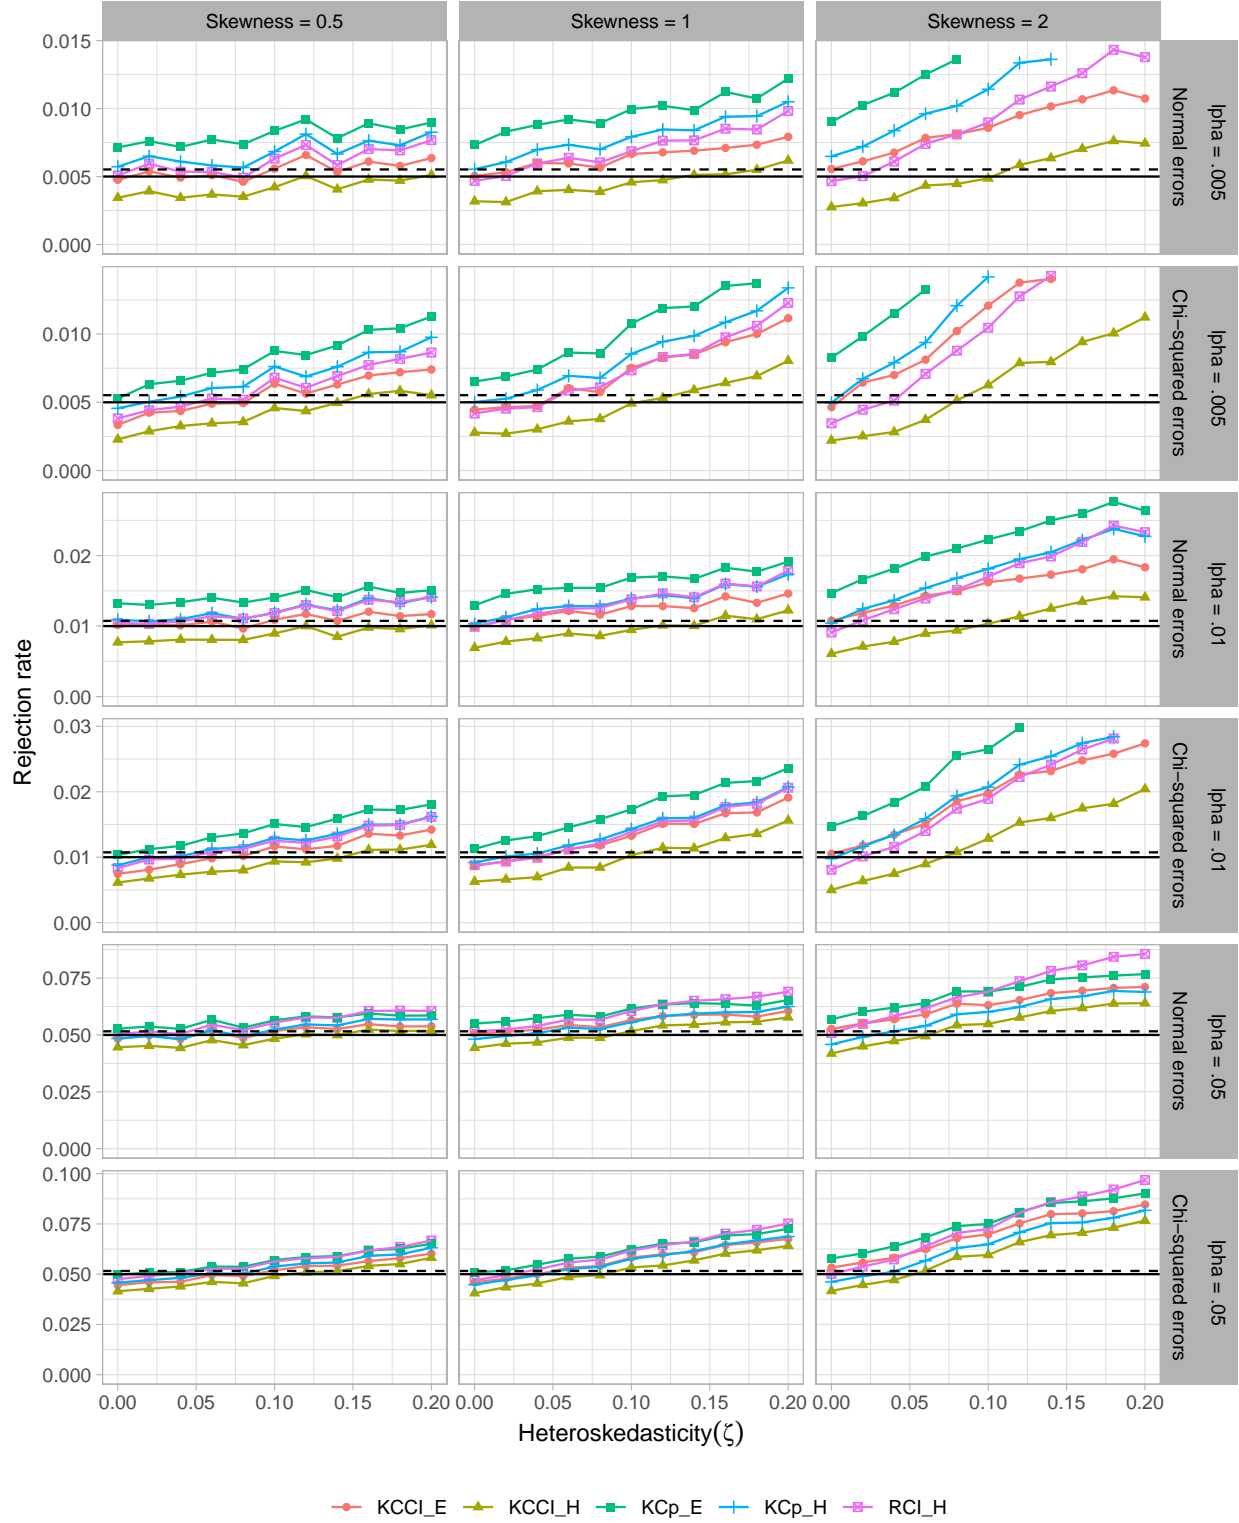 Skewness = 0.5
Skewness = 1
Skewness = 2
0.015
0.010
0.005
0.000
lpha = .005
Normal errors
0.010
0.005
0.000
lpha = .005
Chi−squared errors
0.02
0.01
0.00
lpha = .01
Normal errors
0.03
0.02
0.01
0.00
lpha = .01
Chi−squared errors
0.075
0.050
0.025
0.000
lpha = .05
Normal errors
0.100
0.075
0.050
0.025
0.000
lpha = .05
Chi−squared errors
Rejection rate
0.00 0.05 0.10 0.15 0.20
0.00 0.05 0.10 0.15 0.20
0.00 0.05 0.10 0.15 0.20
Heteroskedasticity(ζ)
KCCI_E KCCI_H KCp_E KCp_H RCI_H